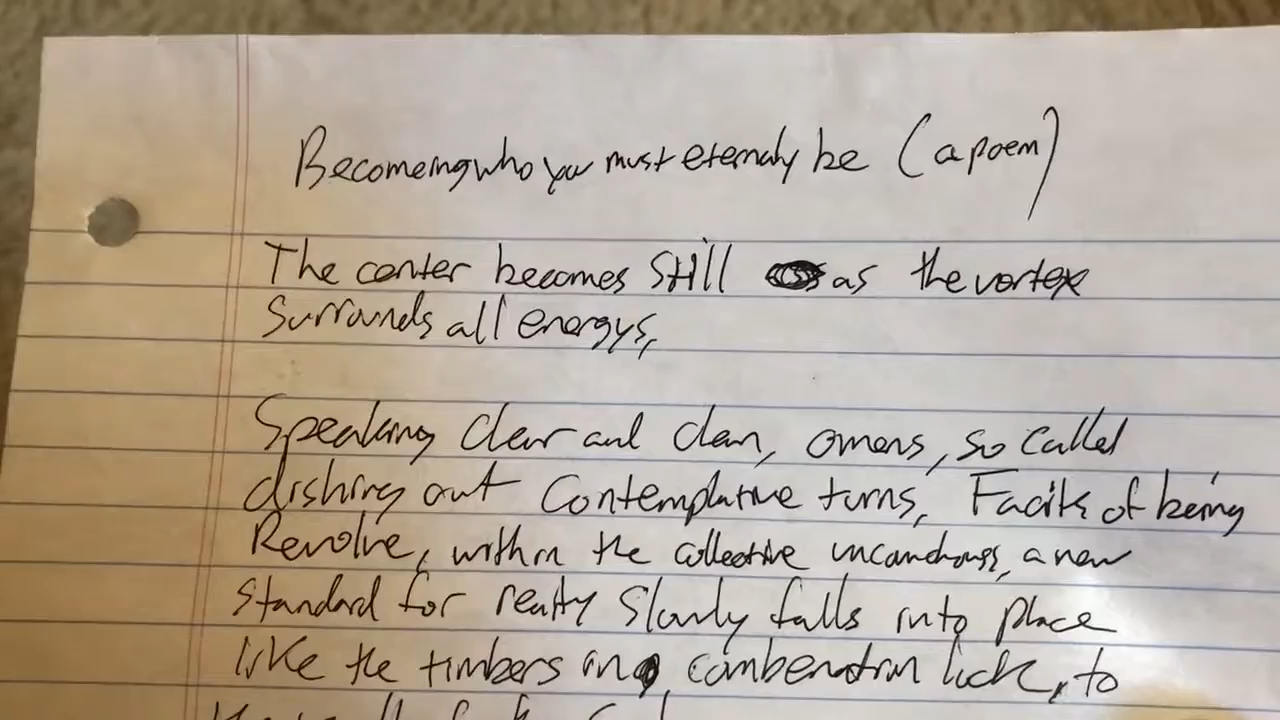 Becomeing who you must eternaly be (a poem)
The center becomes Still as the vortex
Surrounds all energys,
Speaking clear and clean, omens, so called
dishing out Contemplative turns, Facits of being
Revolve, within the collective a new
Standard for reality Slowly falls into place
like the timbers in combenation lock, to